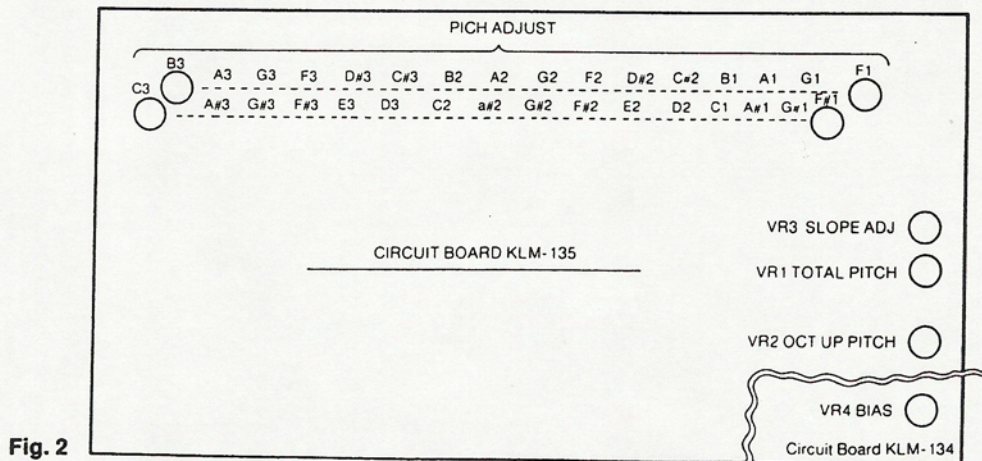 PICH ADJUST
B3 A3 G3 F3 D#3 C#3 B2 A2 G2 F2 D#2 C#2 B1 A1 G1 F1
C3 A#3 G#3 F#3 E3 D3 C2 a#2 G#2 F#2 E2 D2 C1 A#1 G#1 F#1
VR3 SLOPE ADJ
CIRCUIT BOARD KLM-135
VR1 TOTAL PITCH
VR2 OCT UP PITCH
VR4 BIAS
Fig. 2
Circuit Board KLM-134